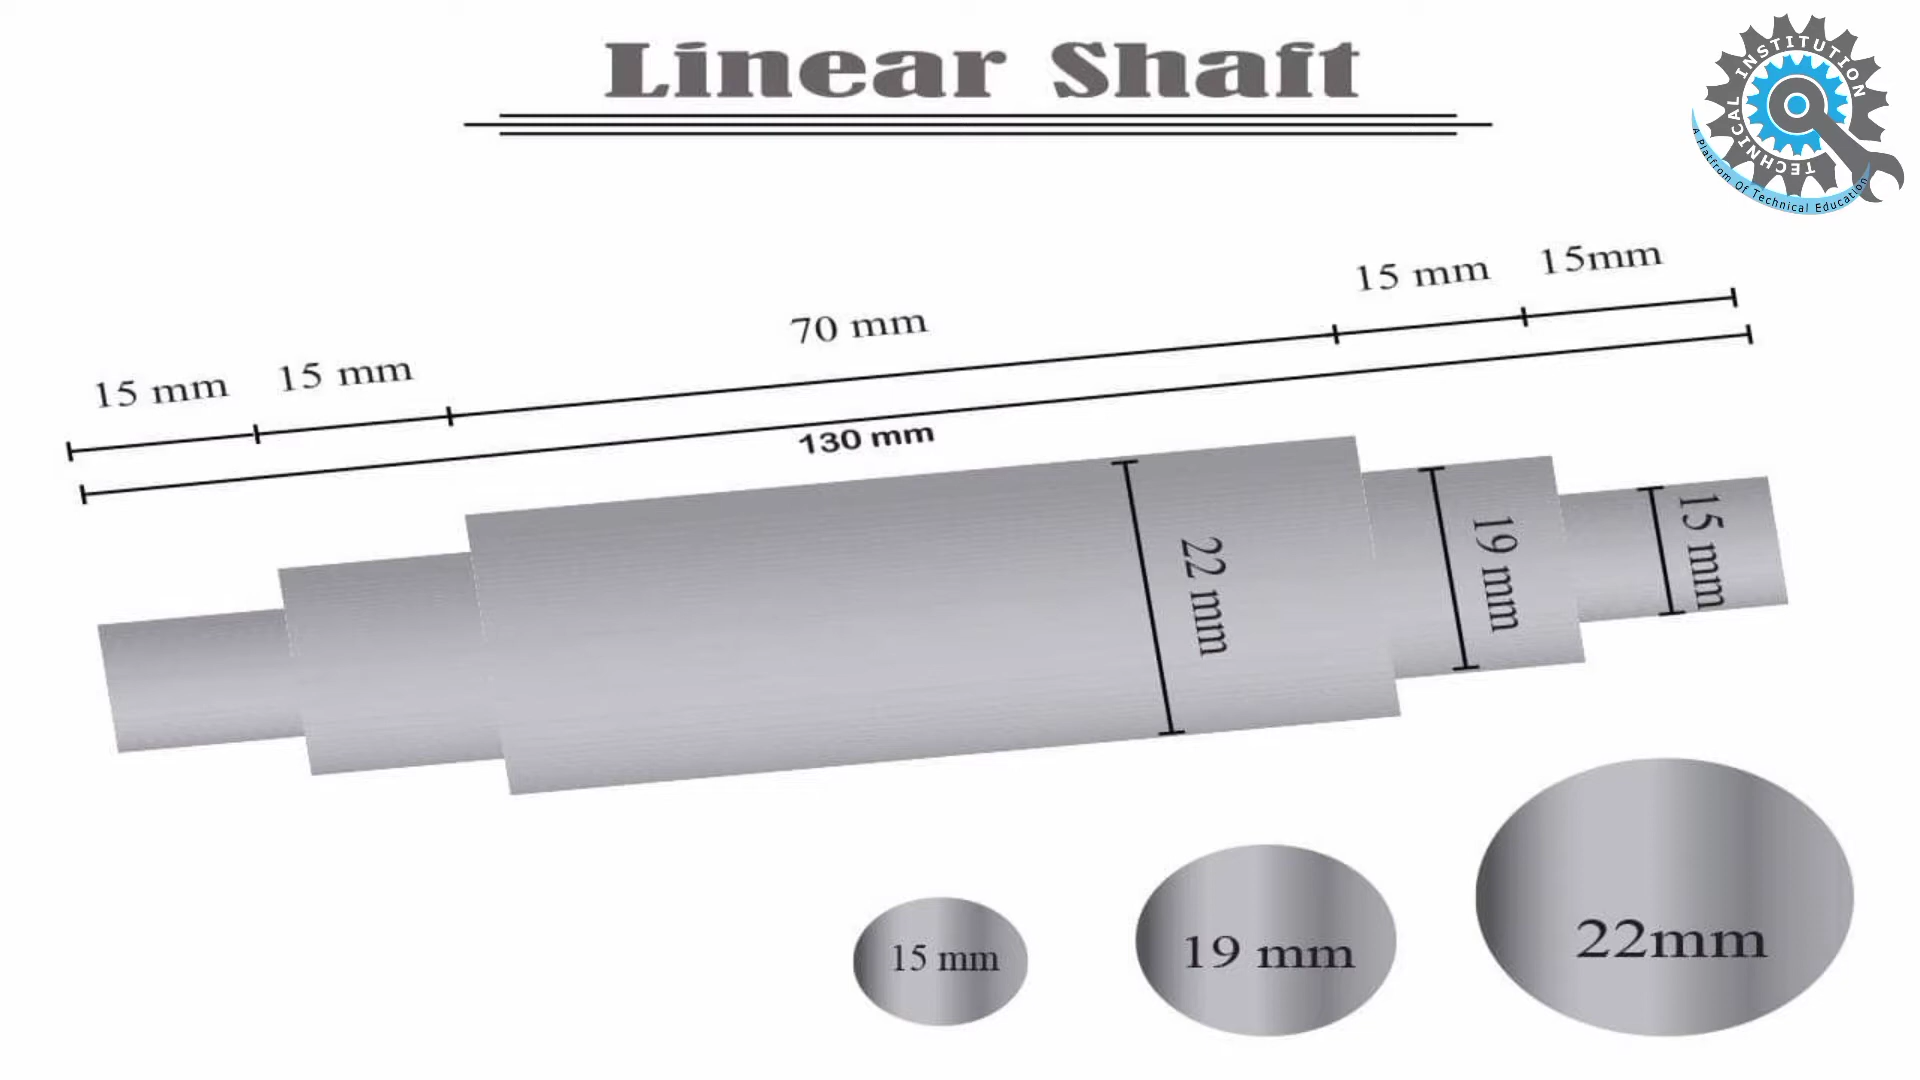 Linear Shaft
TECHNICAL INSTITUTION
A Platfrom Of Technical Education
15 mm
15 mm
70 mm
15 mm
15mm
130 mm
22 mm
19 mm
15 mm
15 mm
19 mm
22mm